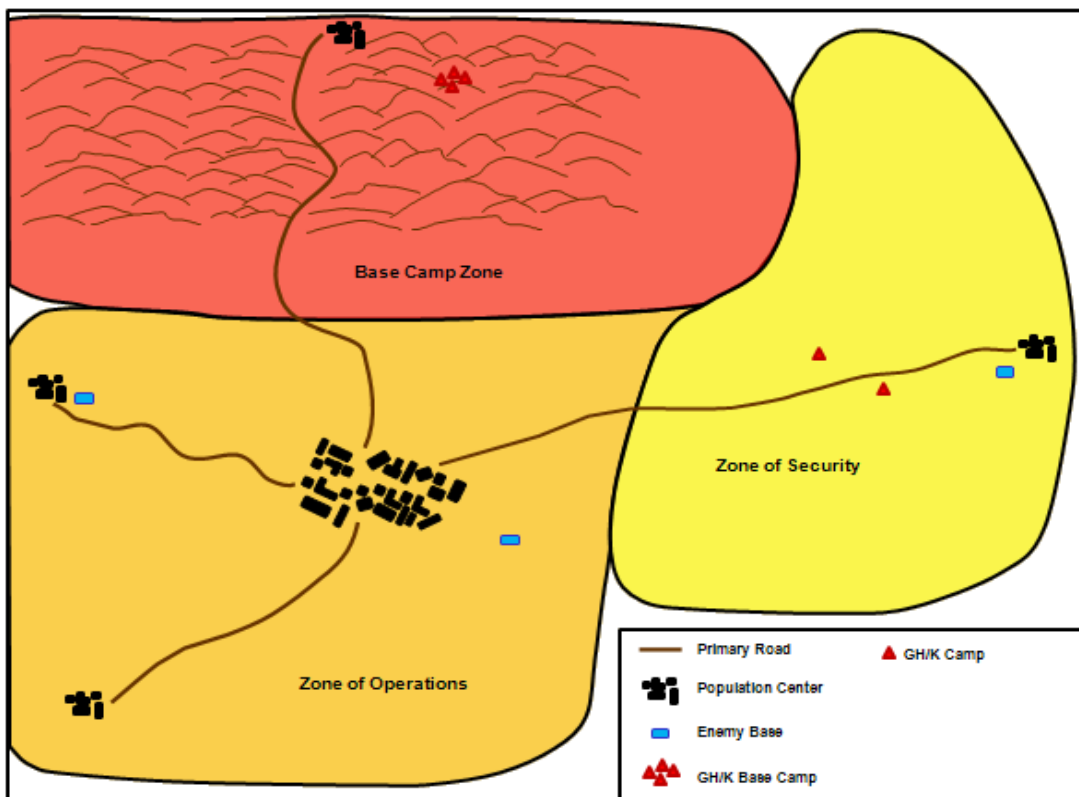 Base Camp Zone
Zone of Security
Zone of Operations
Primary Road
GH/K Camp
Population Center
Enemy Base
GH/K Base Camp